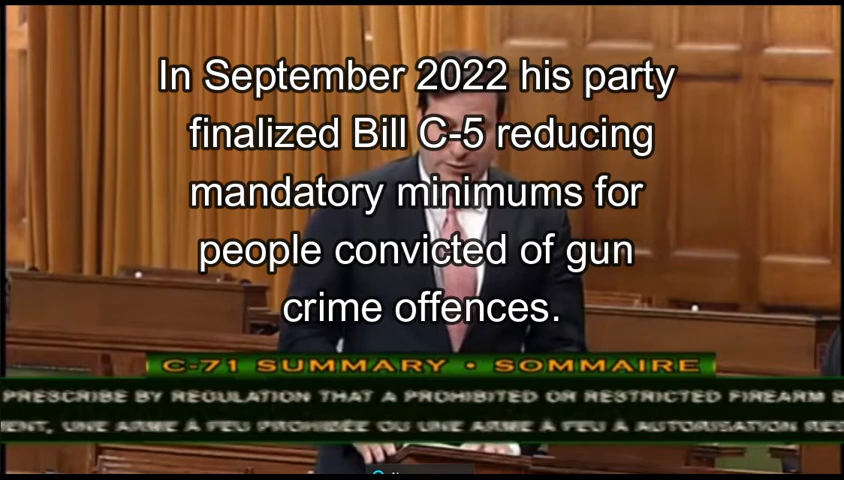 In September 2022 his party
finalized Bill C-5 reducing
mandatory minimums for
people convicted of gun
crime offences.
C-71 SUMMARY • SOMMAIRE
PRESCRIBE BY REGULATION THAT A PROHIBITED OR RESTRICTED FIREARM B
ENT, UNE ARME À FEU PROHIBÉE OU UNE ARME À FEU À AUTORISATION RES